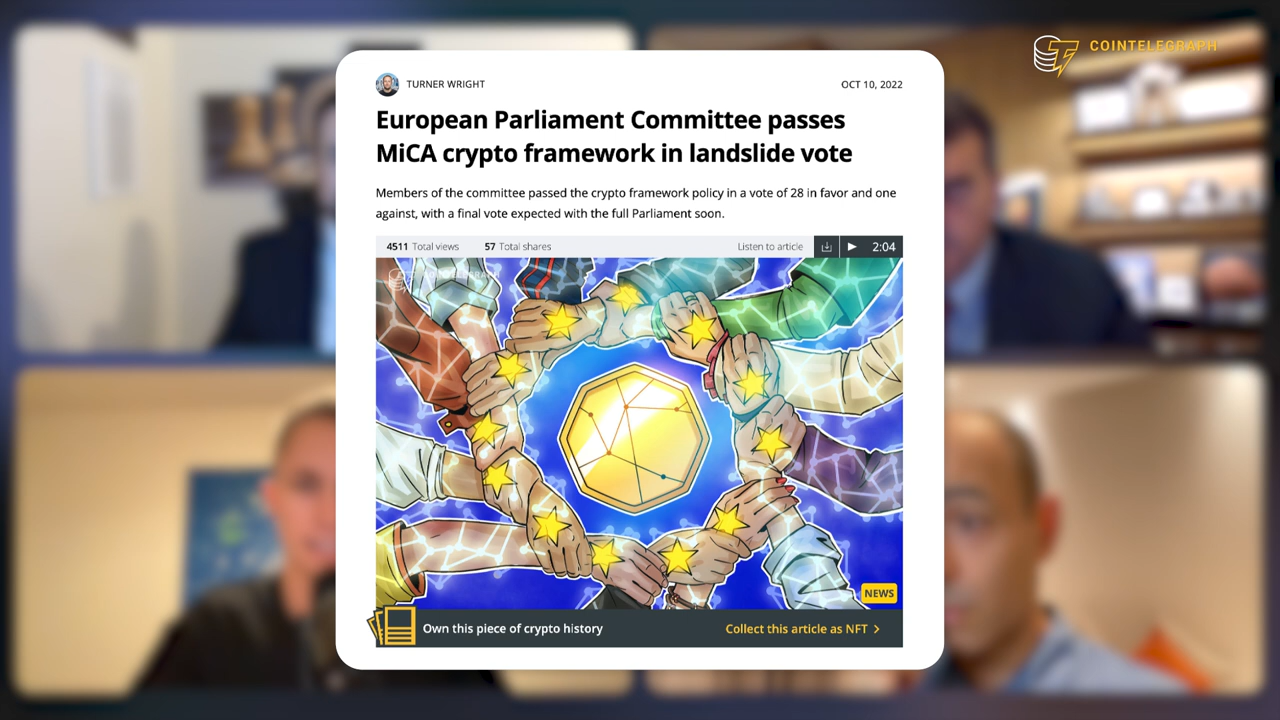 COINTELEGRAPH
TURNER WRIGHT
OCT 10, 2022
European Parliament Committee passes
MiCA crypto framework in landslide vote
Members of the committee passed the crypto framework policy in a vote of 28 in favor and one
against, with a final vote expected with the full Parliament soon.
4511 Total views 57 Total shares Listen to article 2:04
COINTELEGRAPH
NEWS
Own this piece of crypto history Collect this article as NFT >